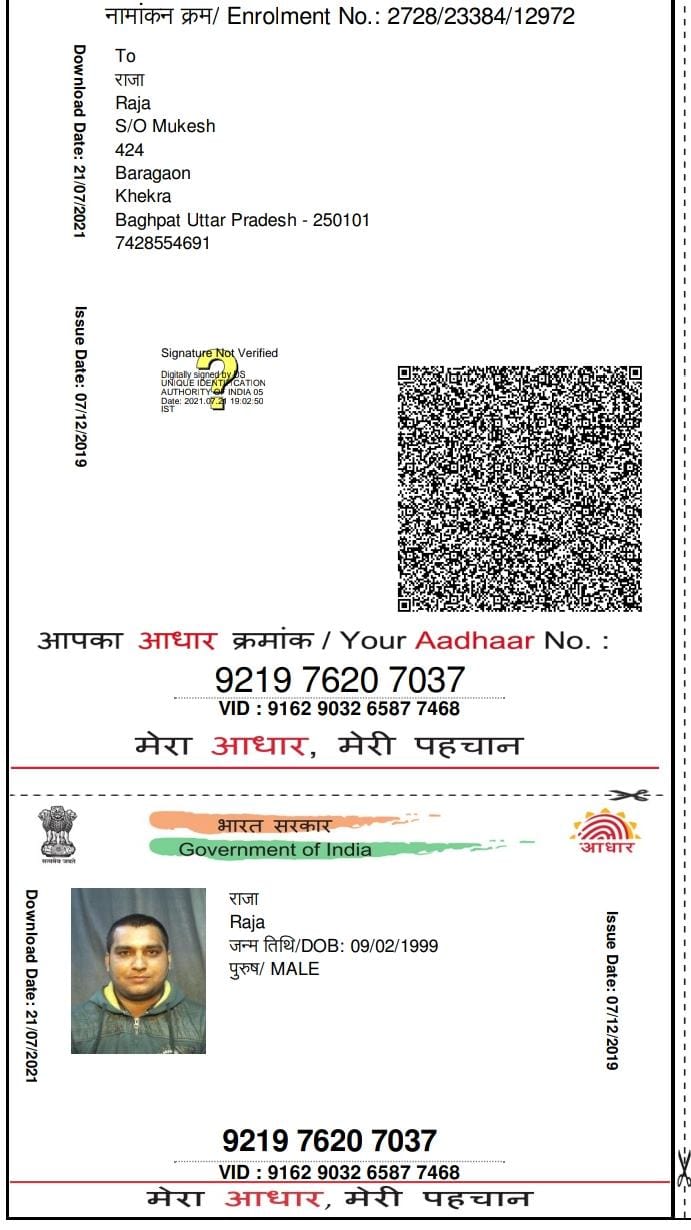 नामांकन क्रम/ Enrolment No.: 2728/23384/12972
Download Date: 21/07/2021
To
राजा
Raja
S/O Mukesh
424
Baragaon
Khekra
Baghpat Uttar Pradesh - 250101
7428554691
Issue Date: 07/12/2019
Signature Not Verified
Digitally signed by DS
UNIQUE IDENTIFICATION
AUTHORITY OF INDIA 05
Date: 2021.07.21 19:02:50
IST
आपका आधार क्रमांक / Your Aadhaar No. :
9219 7620 7037
VID : 9162 9032 6587 7468
मेरा आधार, मेरी पहचान
सत्यमेव जयते
भारत सरकार
Government of India
आधार
Download Date: 21/07/2021
राजा
Raja
जन्म तिथि/DOB: 09/02/1999
पुरुष/ MALE
Issue Date: 07/12/2019
9219 7620 7037
VID : 9162 9032 6587 7468
मेरा आधार, मेरी पहचान